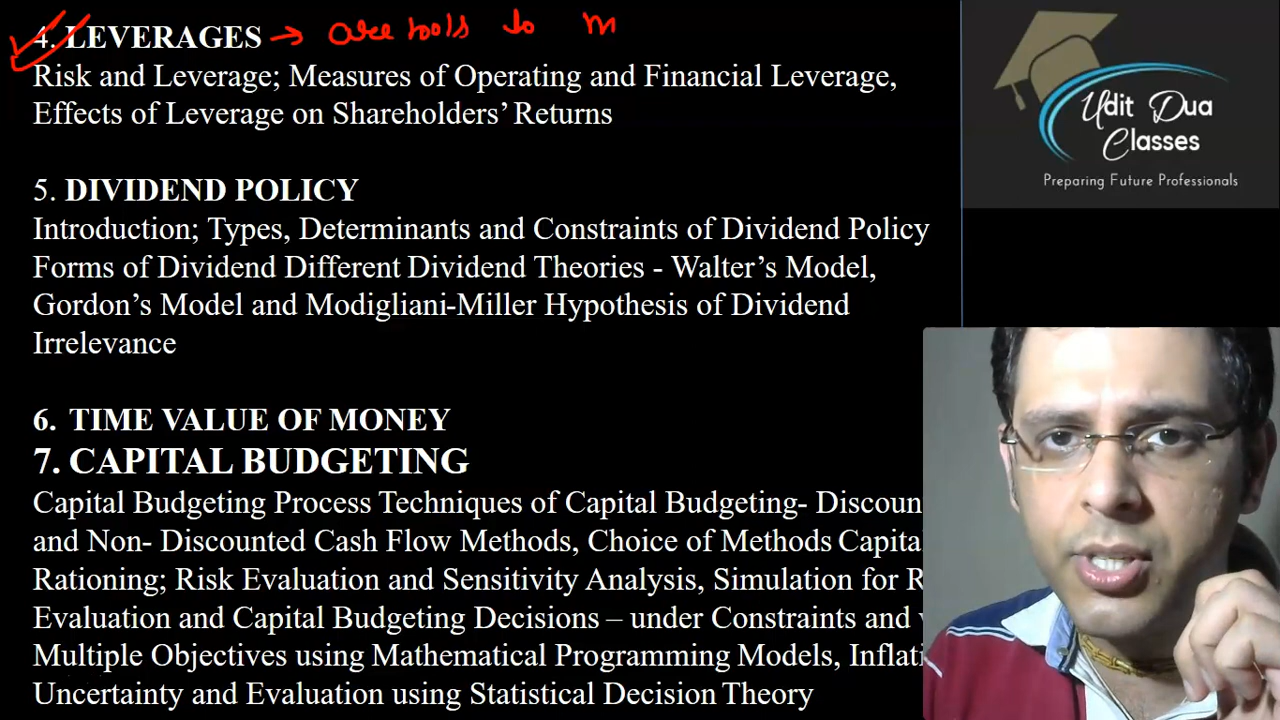 4. LEVERAGES → are tools to m
Risk and Leverage; Measures of Operating and Financial Leverage,
Effects of Leverage on Shareholders' Returns
5. DIVIDEND POLICY
Introduction; Types, Determinants and Constraints of Dividend Policy
Forms of Dividend Different Dividend Theories - Walter's Model,
Gordon's Model and Modigliani-Miller Hypothesis of Dividend
Irrelevance
6. TIME VALUE OF MONEY
7. CAPITAL BUDGETING
Capital Budgeting Process Techniques of Capital Budgeting- Discoun
and Non- Discounted Cash Flow Methods, Choice of Methods Capita
Rationing; Risk Evaluation and Sensitivity Analysis, Simulation for R
Evaluation and Capital Budgeting Decisions – under Constraints and
Multiple Objectives using Mathematical Programming Models, Inflati
Uncertainty and Evaluation using Statistical Decision Theory
Udit Dua
Classes
Preparing Future Professionals